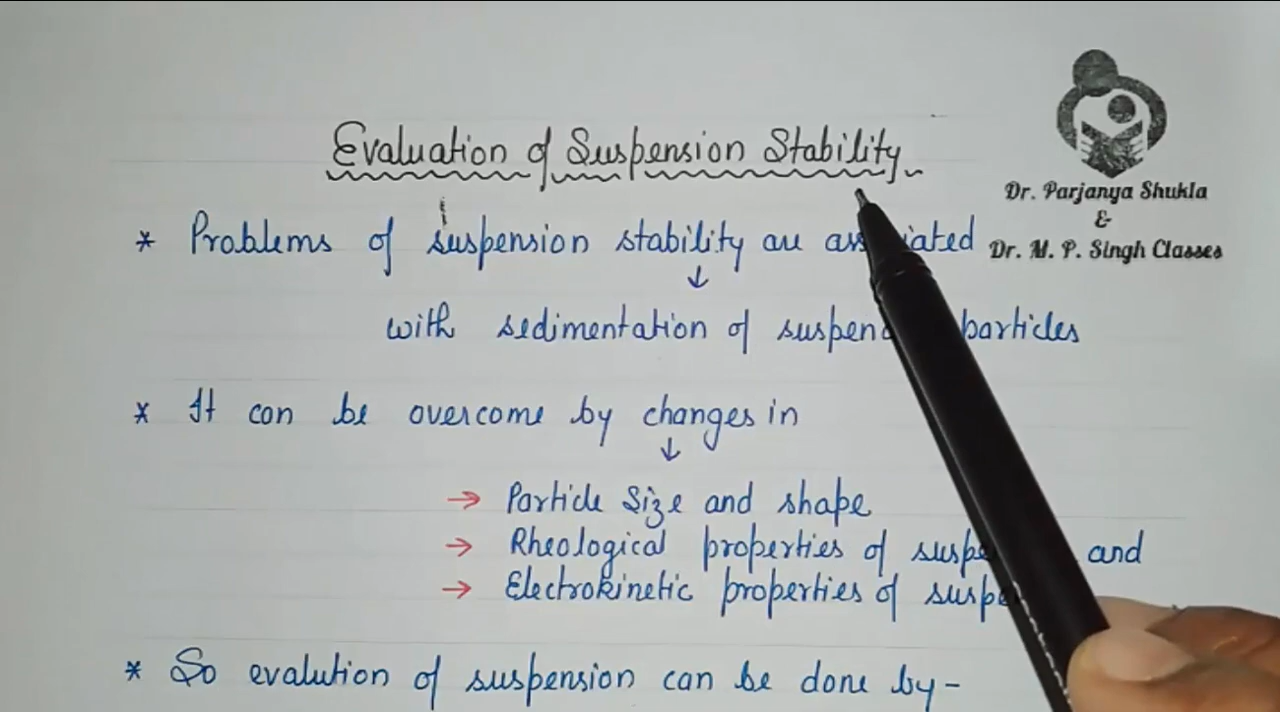 Evaluation of Suspension Stability
Dr. Parjanya Shukla
&
Dr. M. P. Singh Classes
* Problems of suspension stability are
↓
with sedimentation of particles
* It can be overcome by changes in
↓
→ Particle Size and shape
→ Rheological properties of and
→ Electrokinetic properties of
* So evalution of suspension can be done by-